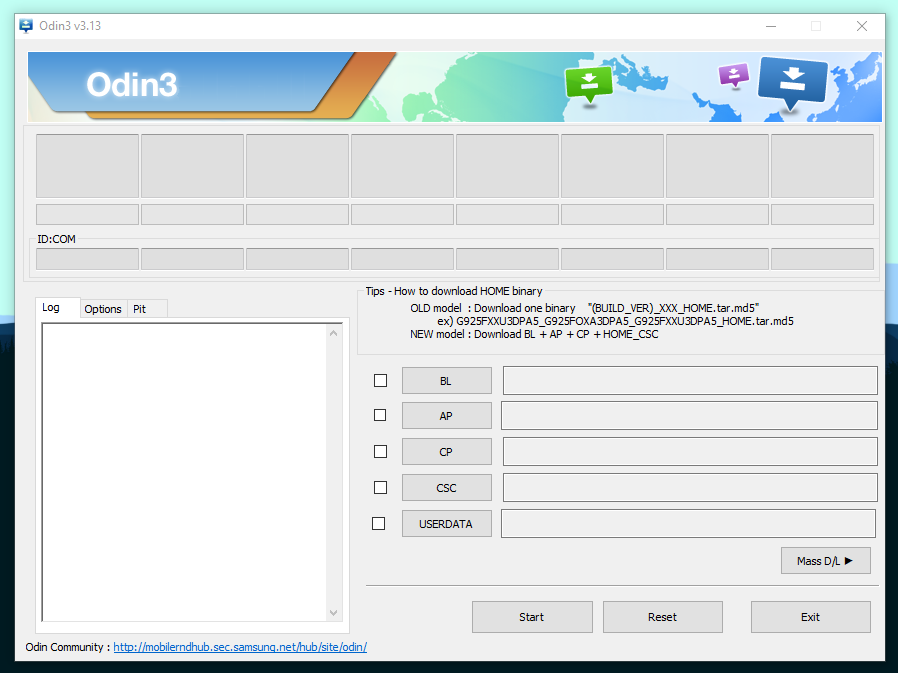 Odin3 v3.13
Odin3
ID:COM
Log
Options
Pit
Tips - How to download HOME binary
OLD model : Download one binary "(BUILD_VER)_XXX_HOME.tar.md5"
ex) G925FXXU3DPA5_G925FOXA3DPA5_G925FXXU3DPA5_HOME.tar.md5
NEW model : Download BL + AP + CP + HOME_CSC
BL
AP
CP
CSC
USERDATA
Mass D/L ►
Start
Reset
Exit
Odin Community : http://mobilerndhub.sec.samsung.net/hub/site/odin/